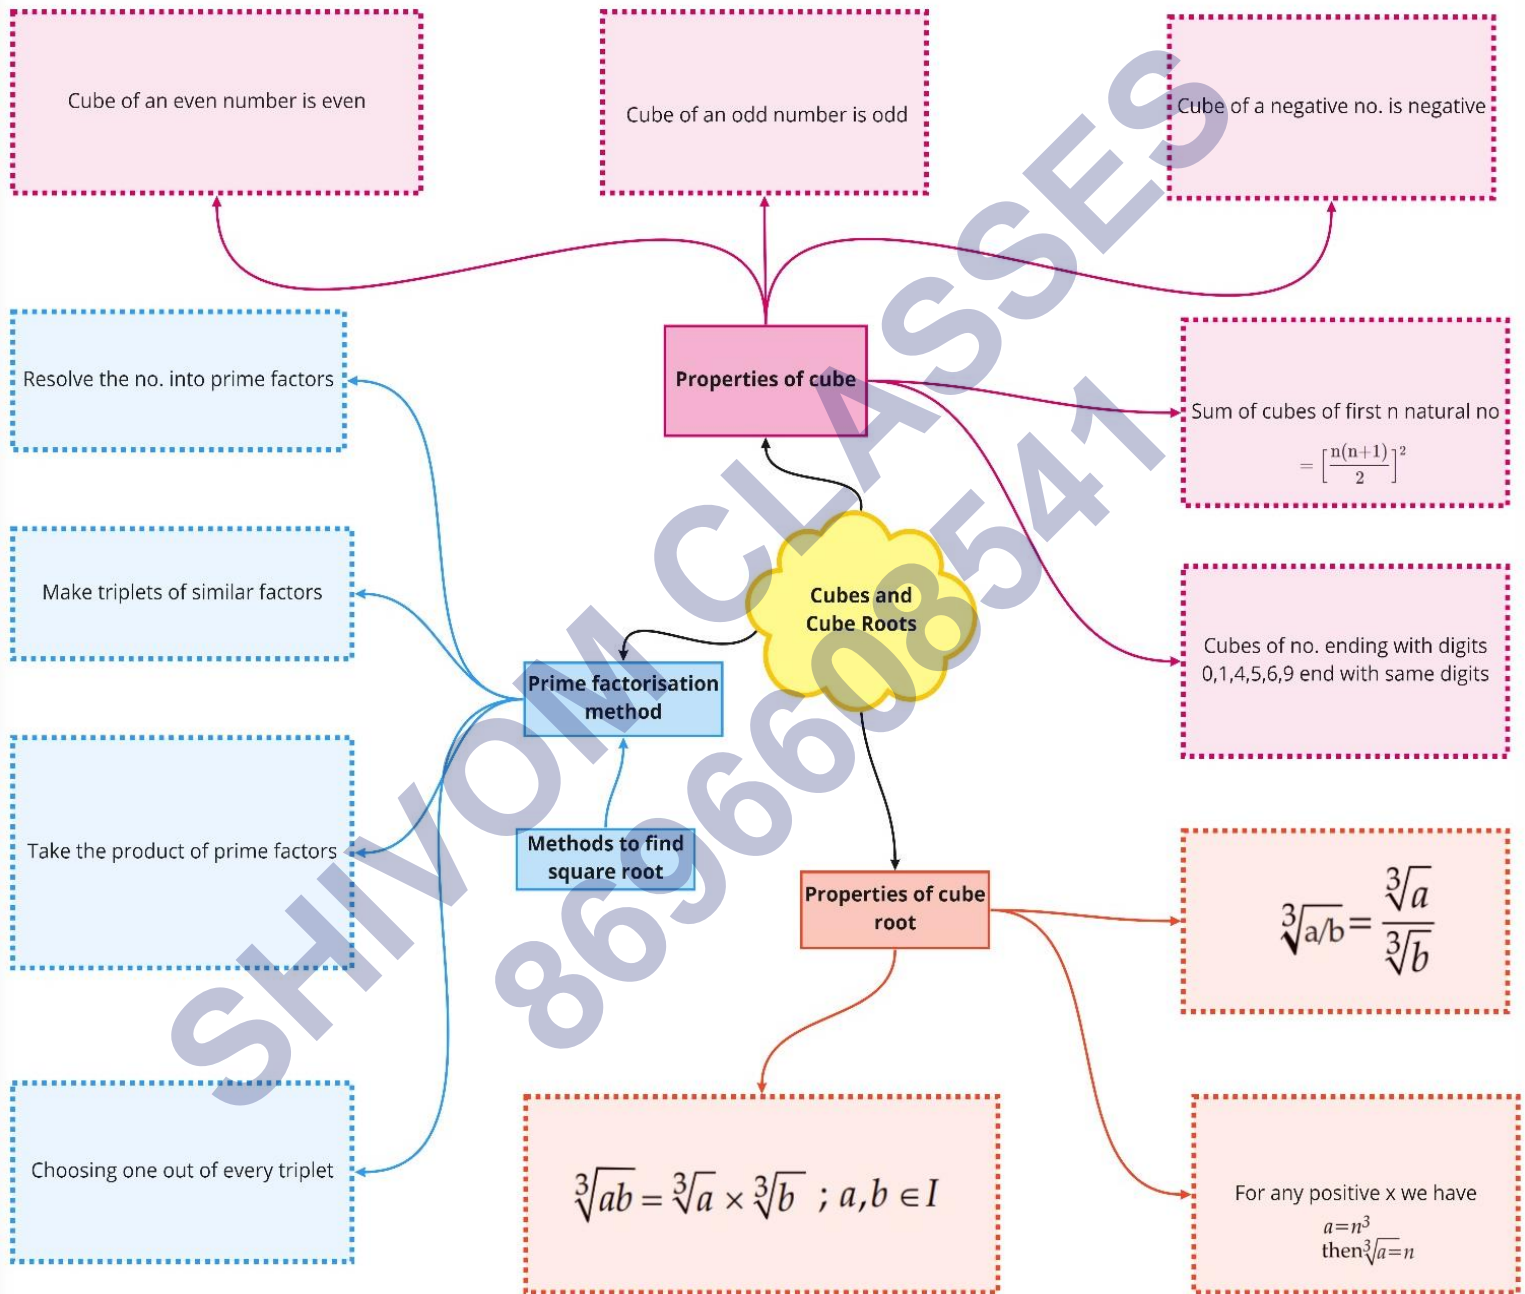 Cube of an even number is even
Cube of an odd number is odd
Cube of a negative no. is negative
Resolve the no. into prime factors
Properties of cube
Sum of cubes of first n natural no
= [n(n+1)/2]²
Make triplets of similar factors
Cubes and
Cube Roots
Cubes of no. ending with digits
0,1,4,5,6,9 end with same digits
Prime factorisation
method
Take the product of prime factors
Methods to find
square root
Properties of cube
root
∛a/b = ∛a / ∛b
Choosing one out of every triplet
∛ab = ∛a × ∛b ; a,b ∈ I
For any positive x we have
a=n³
then∛a=n
SHIVOM CLASSES
8696608541